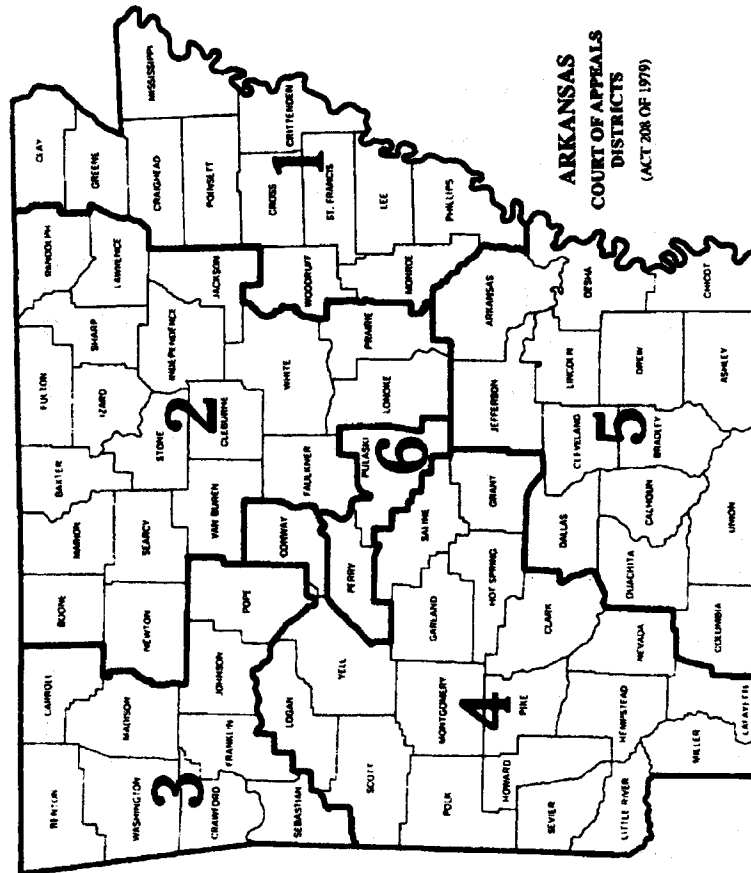 BENTON
CARROLL
BOONE
MARION
BAXTER
FULTON
RANDOLPH
CLAY
IZARD
SHARP
LAWRENCE
GREENE
WASHINGTON
MADISON
NEWTON
SEARCY
STONE
INDEPENDENCE
CRAIGHEAD
MISSISSIPPI
3
2
CRAWFORD
FRANKLIN
JOHNSON
POPE
VAN BUREN
CLEBURNE
JACKSON
POINSETT
SEBASTIAN
LOGAN
CONWAY
FAULKNER
WHITE
WOODRUFF
CROSS
CRITTENDEN
1
ST. FRANCIS
SCOTT
YELL
PERRY
PULASKI
6
LONOKE
PRAIRIE
MONROE
LEE
PHILLIPS
POLK
MONTGOMERY
GARLAND
SALINE
4
HOWARD
PIKE
HOT SPRING
GRANT
JEFFERSON
ARKANSAS
SEVIER
CLARK
DALLAS
CLEVELAND
LINCOLN
DESHA
LITTLE RIVER
HEMPSTEAD
NEVADA
OUACHITA
CALHOUN
5
BRADLEY
DREW
MILLER
LAFAYETTE
COLUMBIA
UNION
ASHLEY
CHICOT
ARKANSAS
COURT OF APPEALS
DISTRICTS
(ACT 208 OF 1979)